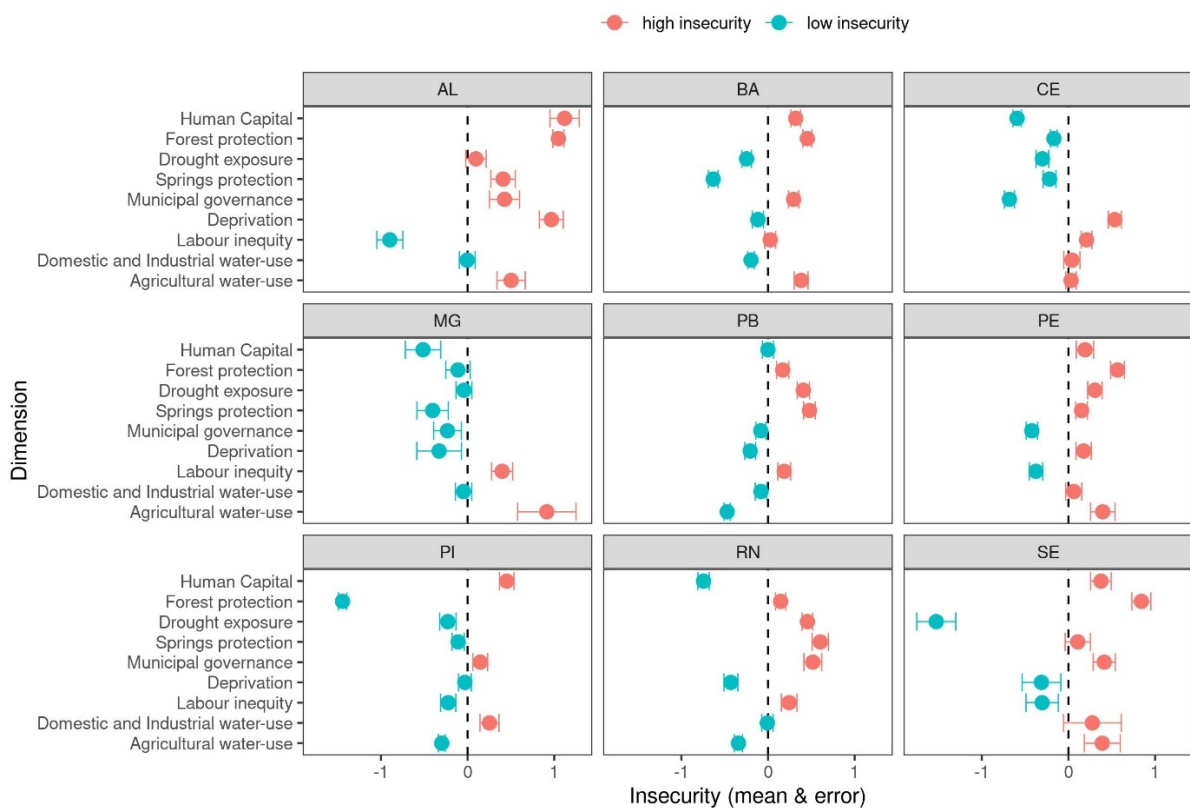 high insecurity low insecurity
AL BA CE
Human Capital
Forest protection
Drought exposure
Springs protection
Municipal governance
Deprivation
Labour inequity
Domestic and Industrial water-use
Agricultural water-use
MG PB PE
Dimension
Human Capital
Forest protection
Drought exposure
Springs protection
Municipal governance
Deprivation
Labour inequity
Domestic and Industrial water-use
Agricultural water-use
PI RN SE
Human Capital
Forest protection
Drought exposure
Springs protection
Municipal governance
Deprivation
Labour inequity
Domestic and Industrial water-use
Agricultural water-use
-1 0 1 -1 0 1 -1 0 1
Insecurity (mean & error)